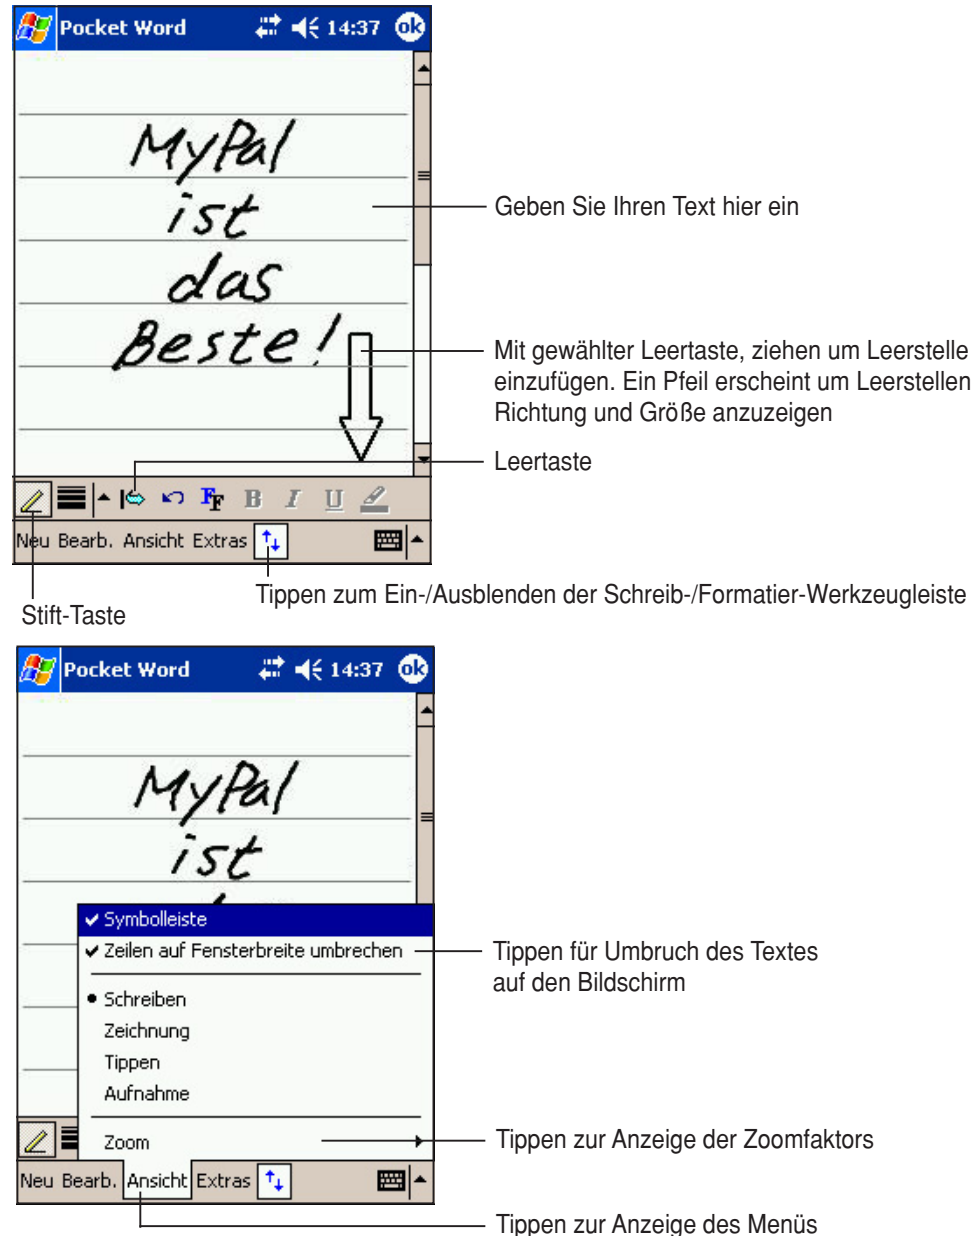 Pocket Word 14:37 ok
MyPal
ist
das
Beste!
Geben Sie Ihren Text hier ein
Mit gewählter Leertaste, ziehen um Leerstelle
einzufügen. Ein Pfeil erscheint um Leerstellen
Richtung und Größe anzuzeigen
Leertaste
FF B I U
Neu Bearb. Ansicht Extras
Tippen zum Ein-/Ausblenden der Schreib-/Formatier-Werkzeugleiste
Stift-Taste
Pocket Word 14:37 ok
MyPal
ist
Symbolleiste
Zeilen auf Fensterbreite umbrechen
Tippen für Umbruch des Textes
auf den Bildschirm
Schreiben
Zeichnung
Tippen
Aufnahme
Zoom
Tippen zur Anzeige der Zoomfaktors
Neu Bearb. Ansicht Extras
Tippen zur Anzeige des Menüs